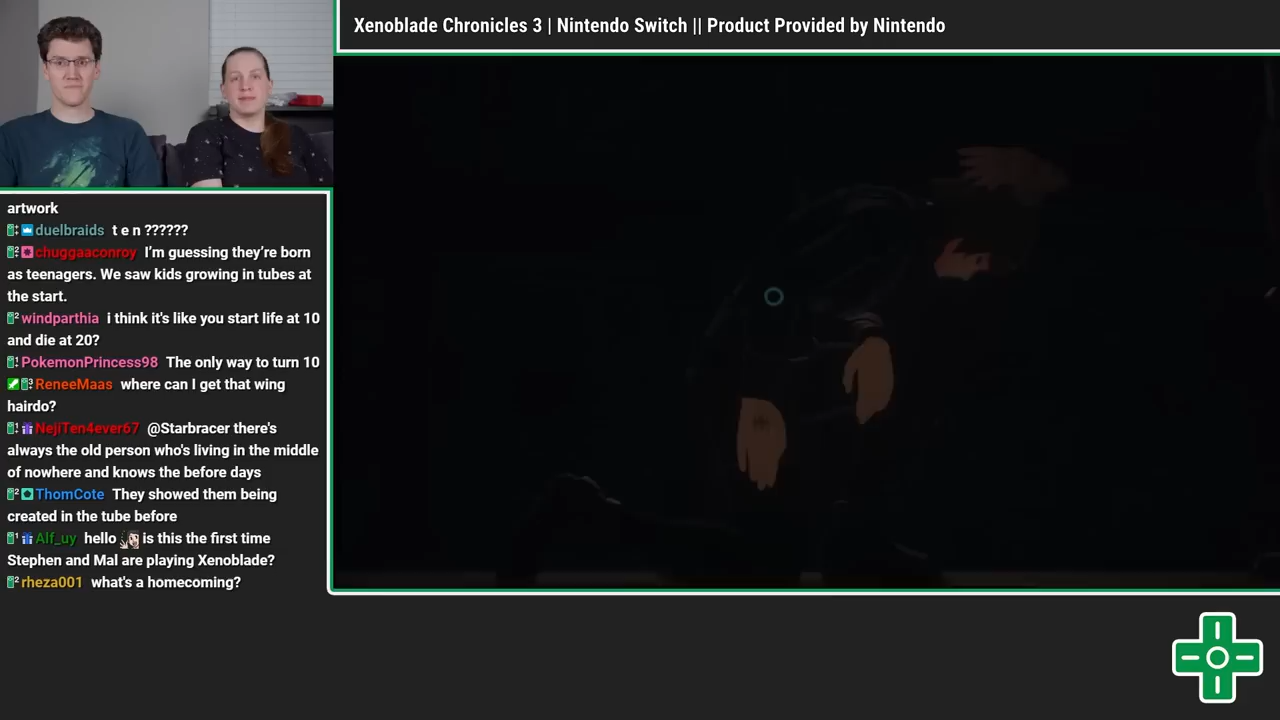 Xenoblade Chronicles 3 | Nintendo Switch || Product Provided by Nintendo
artwork
duelbraids t e n ??????
chuggaaconroy I'm guessing they're born
as teenagers. We saw kids growing in tubes at
the start.
windparthia i think it's like you start life at 10
and die at 20?
PokemonPrincess98 The only way to turn 10
ReneeMaas where can I get that wing
hairdo?
NejiTen4ever67 @Starbracer there's
always the old person who's living in the middle
of nowhere and knows the before days
ThomCote They showed them being
created in the tube before
Alf_uy hello is this the first time
Stephen and Mal are playing Xenoblade?
rheza001 what's a homecoming?